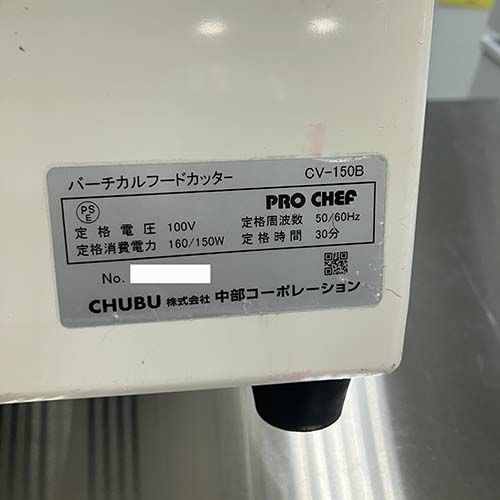 バーチカルフードカッター CV-150B
PS
E
PRO CHEF
定格電圧 100V 定格周波数 50/60Hz
定格消費電力 160/150W 定格時間 30分
No.
CHUBU 株式会社 中部コーポレーション